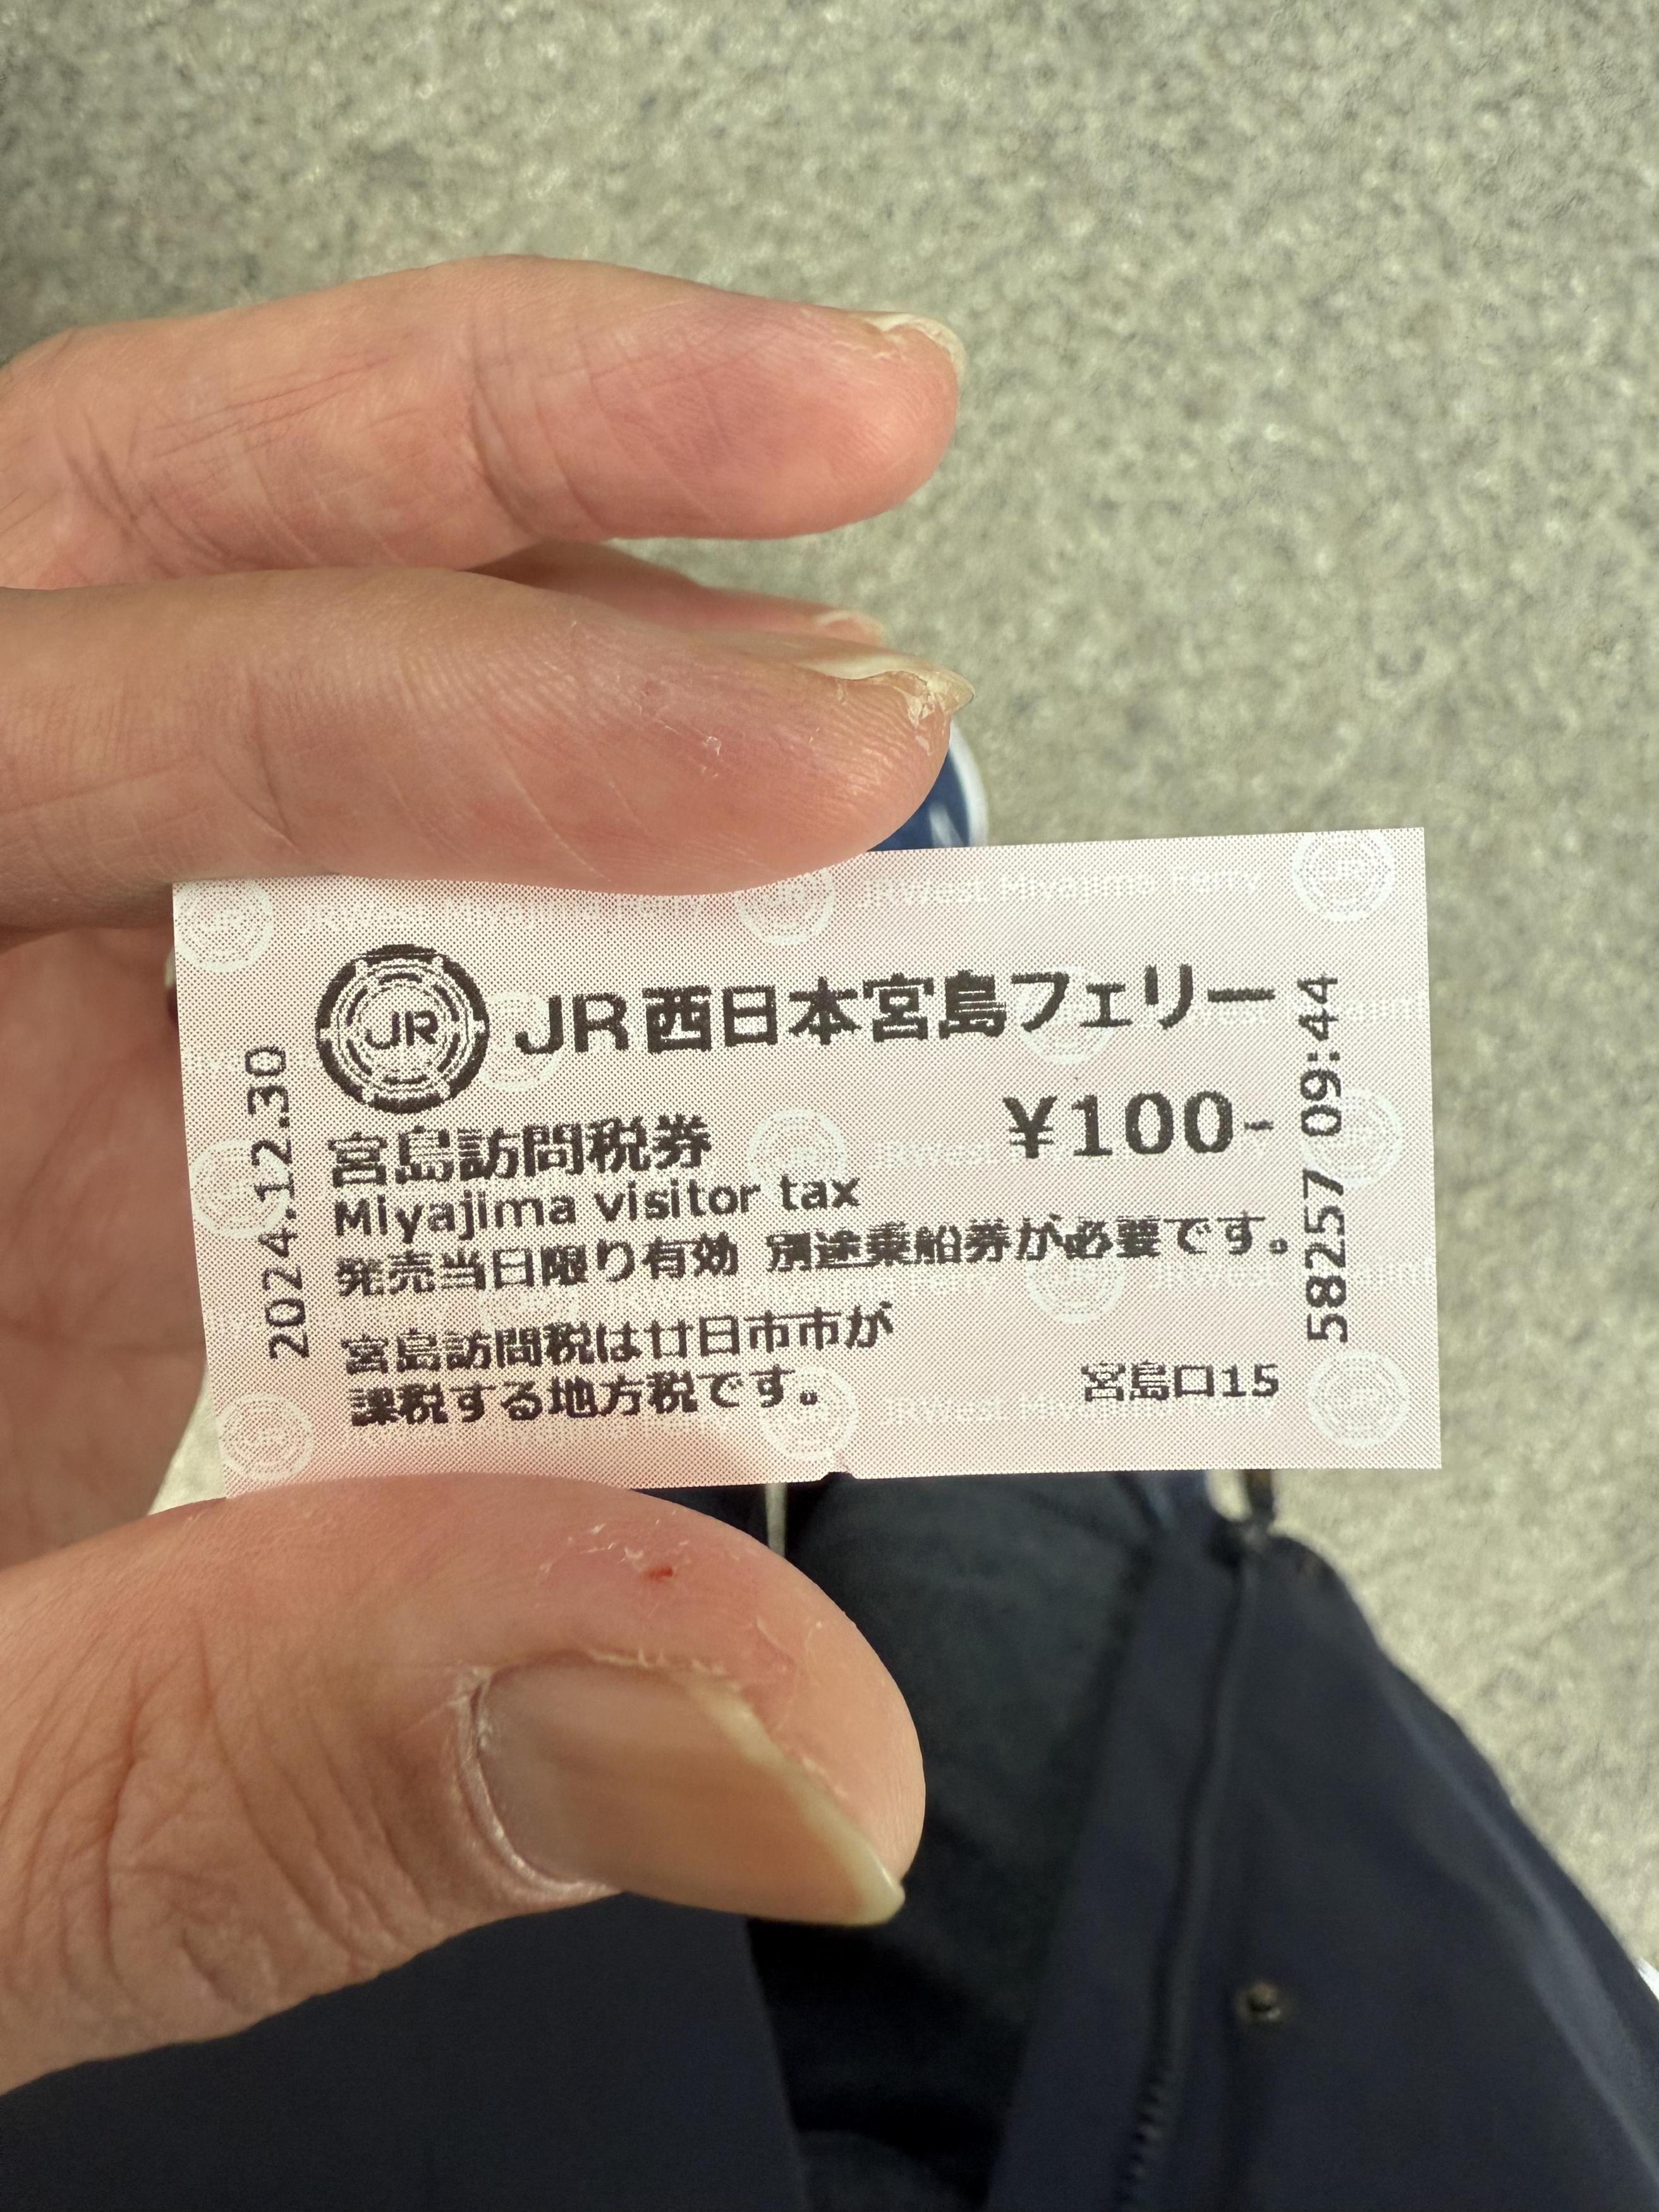 JR
JR西日本宮島フェリー
¥100-
宮島訪問税券
Miyajima visitor tax
発売当日限り有効 別途乗船券が必要です。
宮島訪問税は廿日市市が
課税する地方税です。
宮島口15
2024.12.30
58257 09:44